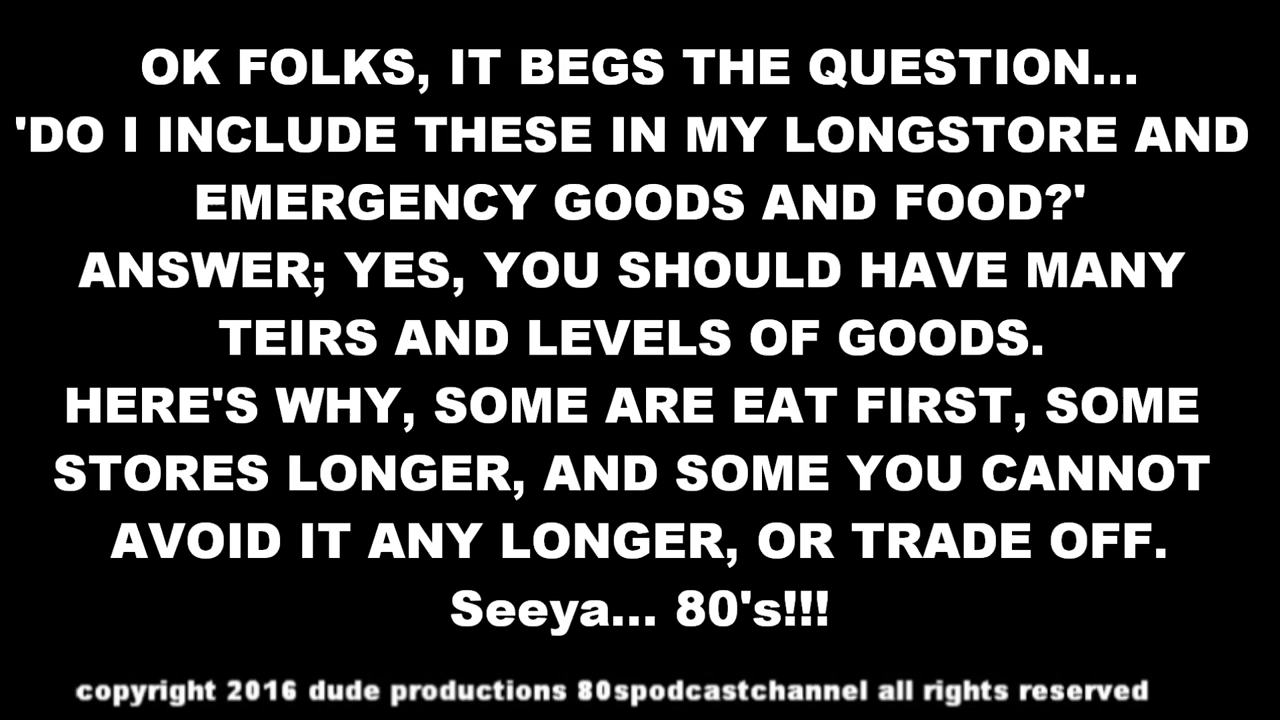 OK FOLKS, IT BEGS THE QUESTION...
'DO I INCLUDE THESE IN MY LONGSTORE AND
EMERGENCY GOODS AND FOOD?'
ANSWER; YES, YOU SHOULD HAVE MANY
TEIRS AND LEVELS OF GOODS.
HERE'S WHY, SOME ARE EAT FIRST, SOME
STORES LONGER, AND SOME YOU CANNOT
AVOID IT ANY LONGER, OR TRADE OFF.
Seeya... 80's!!!
copyright 2016 dude productions 80spodcastchannel all rights reserved